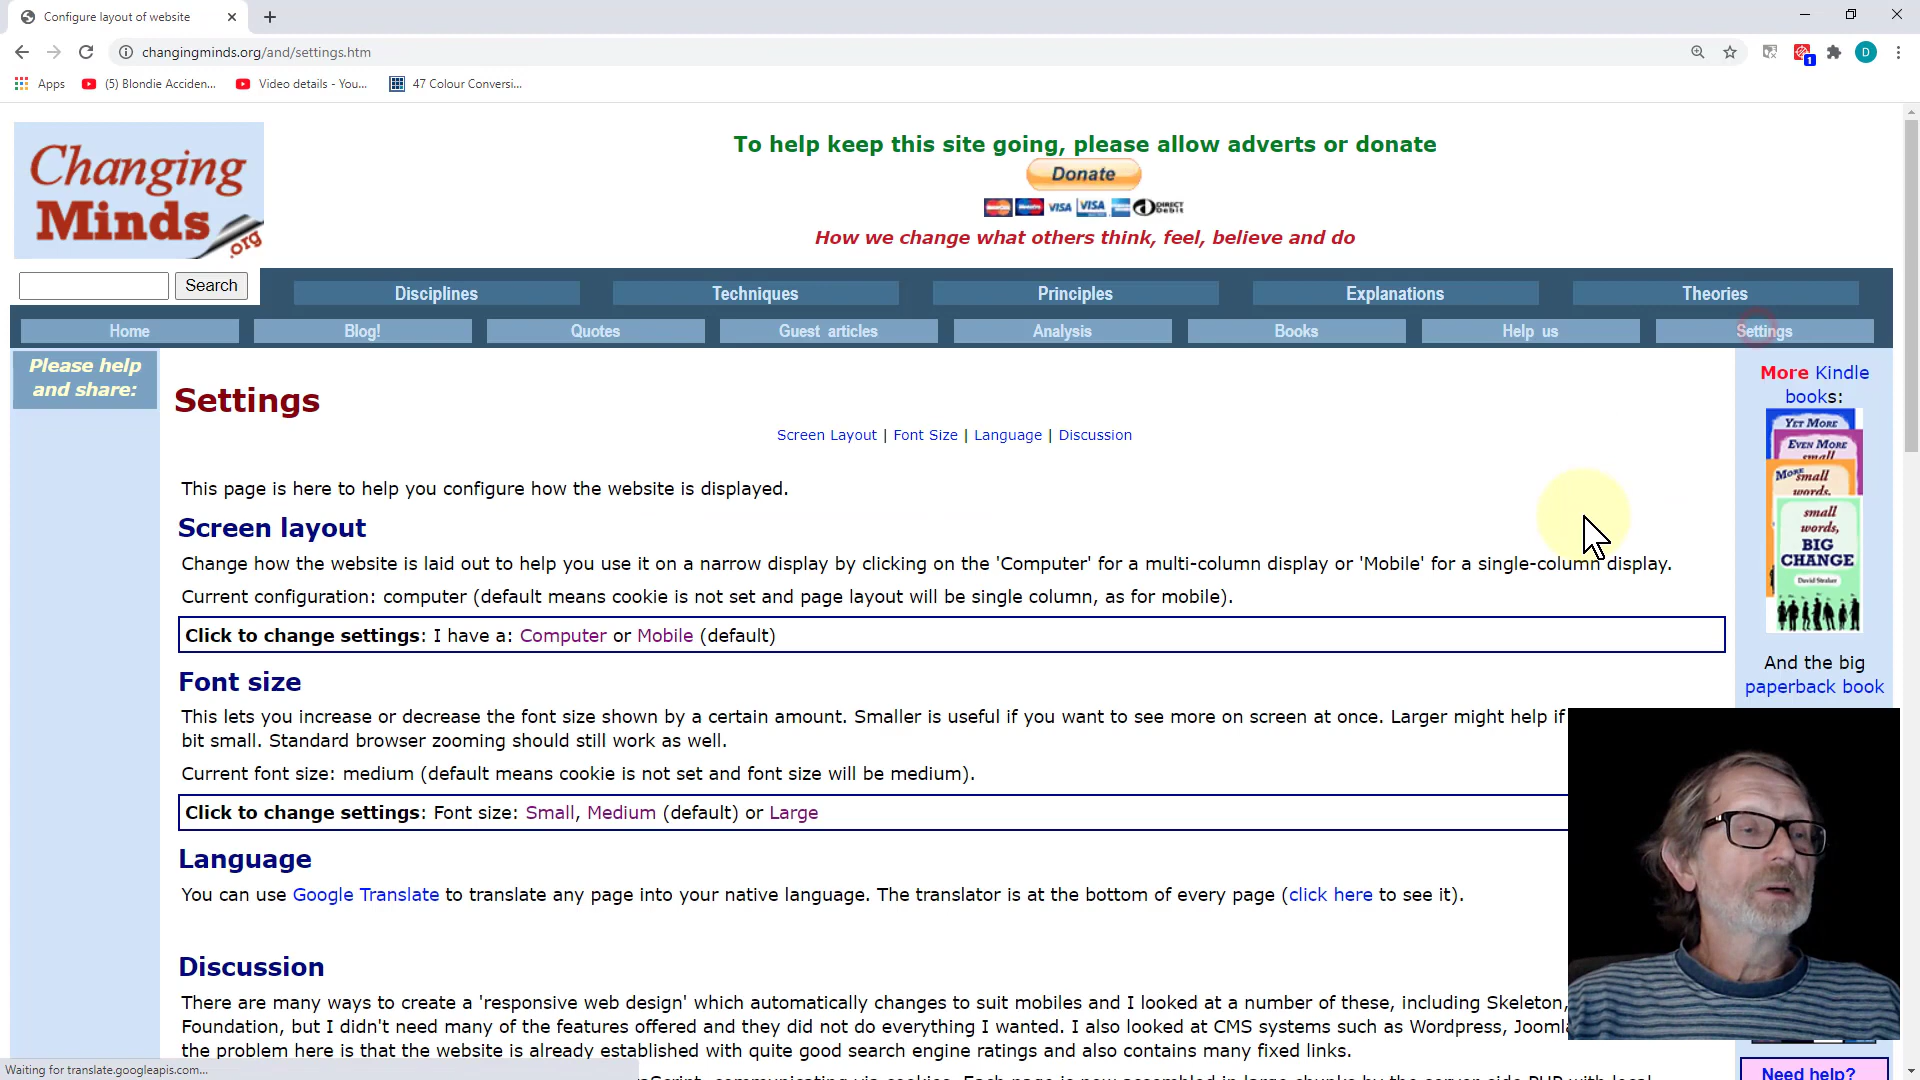 Configure layout of website
changingminds.org/and/settings.htm
D
1
Apps
(5) Blondie Acciden...
Video details - You...
47 Colour Conversi...
Changing
Minds
.org
To help keep this site going, please allow adverts or donate
Donate
VISA VISA
DIRECT Debit
How we change what others think, feel, believe and do
Search
Disciplines Techniques Principles Explanations Theories
Home Blog! Quotes Guest articles Analysis Books Help us Settings
Please help
and share:
Settings
Screen Layout | Font Size | Language | Discussion
This page is here to help you configure how the website is displayed.
Screen layout
Change how the website is laid out to help you use it on a narrow display by clicking on the 'Computer' for a multi-column display or 'Mobile' for a single-column display.
Current configuration: computer (default means cookie is not set and page layout will be single column, as for mobile).
Click to change settings: I have a: Computer or Mobile (default)
Font size
This lets you increase or decrease the font size shown by a certain amount. Smaller is useful if you want to see more on screen at once. Larger might help if
bit small. Standard browser zooming should still work as well.
Current font size: medium (default means cookie is not set and font size will be medium).
Click to change settings: Font size: Small, Medium (default) or Large
Language
You can use Google Translate to translate any page into your native language. The translator is at the bottom of every page (click here to see it).
Discussion
There are many ways to create a 'responsive web design' which automatically changes to suit mobiles and I looked at a number of these, including Skeleton,
Foundation, but I didn't need many of the features offered and they did not do everything I wanted. I also looked at CMS systems such as Wordpress,
the problem here is that the website is already established with quite good search engine ratings and also contains many fixed links.
More Kindle
books:
YET MORE
EVEN MORE
small
MORE small
words,
small
words,
BIG
CHANGE
David Straker
And the big
paperback book
Need help?
Waiting for translate.googleapis.com...